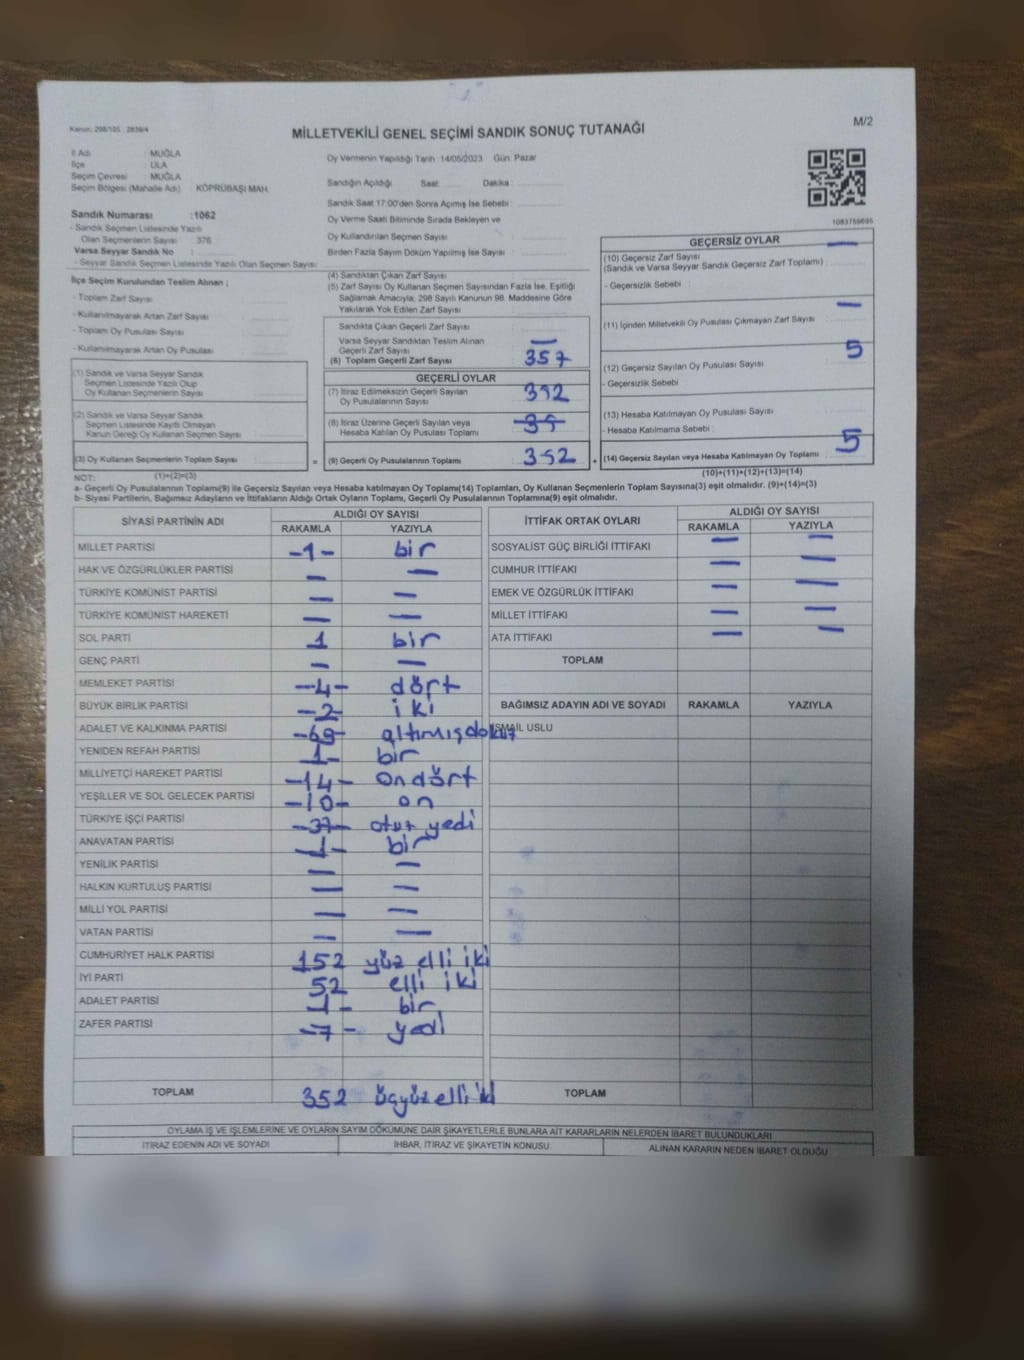 Kanun: 298/105 , 2839/4
MİLLETVEKİLİ GENEL SEÇİMİ SANDIK SONUÇ TUTANAĞI
M/2
İl Adı : MUĞLA
İlçe : ULA
Seçim Çevresi : MUĞLA
Seçim Bölgesi (Mahalle Adı) : KÖPRÜBAŞI MAH.
Oy Vermenin Yapıldığı Tarih : 14/05/2023 Gün: Pazar
Sandığın Açıldığı Saat: Dakika :
Sandık Saat 17:00'den Sonra Açılmış İse Sebebi :
Sandık Numarası :1062
- Sandık Seçmen Listesinde Yazılı
Olan Seçmenlerin Sayısı : 376
Varsa Seyyar Sandık No :
- Seyyar Sandık Seçmen Listesinde Yazılı Olan Seçmen Sayısı:
Oy Verme Saati Bitiminde Sırada Bekleyen ve
Oy Kullandırılan Seçmen Sayısı
Birden Fazla Sayım Döküm Yapılmış İse Sayısı :
1083759695
İlçe Seçim Kurulundan Teslim Alınan ;
- Toplam Zarf Sayısı :
- Kullanılmayarak Artan Zarf Sayısı :
- Toplam Oy Pusulası Sayısı :
- Kullanılmayarak Artan Oy Pusulası :
(1) Sandık ve Varsa Seyyar Sandık
Seçmen Listesinde Yazılı Olup
Oy Kullanan Seçmenlerin Sayısı :
(2) Sandık ve Varsa Seyyar Sandık
Seçmen Listesinde Kayıtlı Olmayan
Kanun Gereği Oy Kullanan Seçmen Sayısı :
(3) Oy Kullanan Seçmenlerin Toplam Sayısı :
(4) Sandıktan Çıkan Zarf Sayısı :
(5) Zarf Sayısı Oy Kullanan Seçmen Sayısından Fazla İse, Eşitliği
Sağlamak Amacıyla; 298 Sayılı Kanunun 98. Maddesine Göre
Yakılarak Yok Edilen Zarf Sayısı :
Sandıkta Çıkan Geçerli Zarf Sayısı :
Varsa Seyyar Sandıktan Teslim Alınan
Geçerli Zarf Sayısı : —
(6) Toplam Geçerli Zarf Sayısı : 357
GEÇERLİ OYLAR
(7) İtiraz Edilmeksizin Geçerli Sayılan
Oy Pusulalarının Sayısı : 352
(8) İtiraz Üzerine Geçerli Sayılan veya
Hesaba Katılan Oy Pusulası Toplamı :
= (9) Geçerli Oy Pusulalarının Toplamı : 352 +
GEÇERSİZ OYLAR
(10) Geçersiz Zarf Sayısı —
(Sandık ve Varsa Seyyar Sandık Geçersiz Zarf Toplamı) :
- Geçersizlik Sebebi :
(11) İçinden Milletvekili Oy Pusulası Çıkmayan Zarf Sayısı : —
(12) Geçersiz Sayılan Oy Pusulası Sayısı : 5
- Geçersizlik Sebebi :
(13) Hesaba Katılmayan Oy Pusulası Sayısı :
- Hesaba Katılmama Sebebi :
(14) Geçersiz Sayılan veya Hesaba Katılmayan Oy Toplamı : 5
NOT: (1)+(2)=(3)
(10)+(11)+(12)+(13)=(14)
a- Geçerli Oy Pusulalarının Toplamı(9) ile Geçersiz Sayılan veya Hesaba katılmayan Oy Toplamı(14) Toplamları, Oy Kullanan Seçmenlerin Toplam Sayısına(3) eşit olmalıdır. (9)+(14)=(3)
b- Siyasi Partilerin, Bağımsız Adayların ve İttifakların Aldığı Ortak Oyların Toplamı, Geçerli Oy Pusulalarının Toplamına(9) eşit olmalıdır.
SİYASİ PARTİNİN ADI ALDIĞI OY SAYISI
RAKAMLA YAZIYLA
MİLLET PARTİSİ -1- bir
HAK VE ÖZGÜRLÜKLER PARTİSİ — —
TÜRKİYE KOMÜNİST PARTİSİ — —
TÜRKİYE KOMÜNİST HAREKETİ — —
SOL PARTİ 1 bir
GENÇ PARTİ — —
MEMLEKET PARTİSİ -4- dört
BÜYÜK BİRLİK PARTİSİ -2- iki
ADALET VE KALKINMA PARTİSİ -69- altmışdokuz
YENİDEN REFAH PARTİSİ 1- bir
MİLLİYETÇİ HAREKET PARTİSİ -14- ondört
YEŞİLLER VE SOL GELECEK PARTİSİ -10- on
TÜRKİYE İŞÇİ PARTİSİ -37- otuz yedi
ANAVATAN PARTİSİ -1- bir
YENİLİK PARTİSİ — —
HALKIN KURTULUŞ PARTİSİ — —
MİLLİ YOL PARTİSİ — —
VATAN PARTİSİ — —
CUMHURİYET HALK PARTİSİ 152 yüz elli iki
İYİ PARTİ 52 elli iki
ADALET PARTİSİ -1- bir
ZAFER PARTİSİ -7- yedi
TOPLAM 352 üçyüz elli iki
İTTİFAK ORTAK OYLARI ALDIĞI OY SAYISI
RAKAMLA YAZIYLA
SOSYALİST GÜÇ BİRLİĞİ İTTİFAKI — —
CUMHUR İTTİFAKI — —
EMEK VE ÖZGÜRLÜK İTTİFAKI — —
MİLLET İTTİFAKI — —
ATA İTTİFAKI — —
TOPLAM
BAĞIMSIZ ADAYIN ADI VE SOYADI RAKAMLA YAZIYLA
İSMAİL USLU
TOPLAM
OYLAMA İŞ VE İŞLEMLERİNE VE OYLARIN SAYIM DÖKÜMÜNE DAİR ŞİKAYETLERLE BUNLARA AİT KARARLARIN NELERDEN İBARET BULUNDUKLARI
İTİRAZ EDENİN ADI VE SOYADI İHBAR, İTİRAZ VE ŞİKAYETİN KONUSU ALINAN KARARIN NEDEN İBARET OLDUĞU